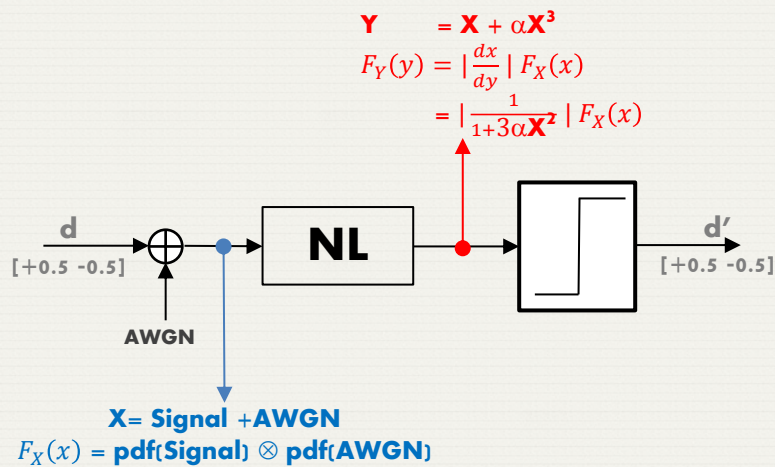 Y = X + αX³
F_Y(y) = |dx/dy| F_X(x)
= |1/(1+3αX²)| F_X(x)
d
[+0.5 -0.5]
NL
d′
[+0.5 -0.5]
AWGN
X= Signal +AWGN
F_X(x) = pdf(Signal) ⊗ pdf(AWGN)